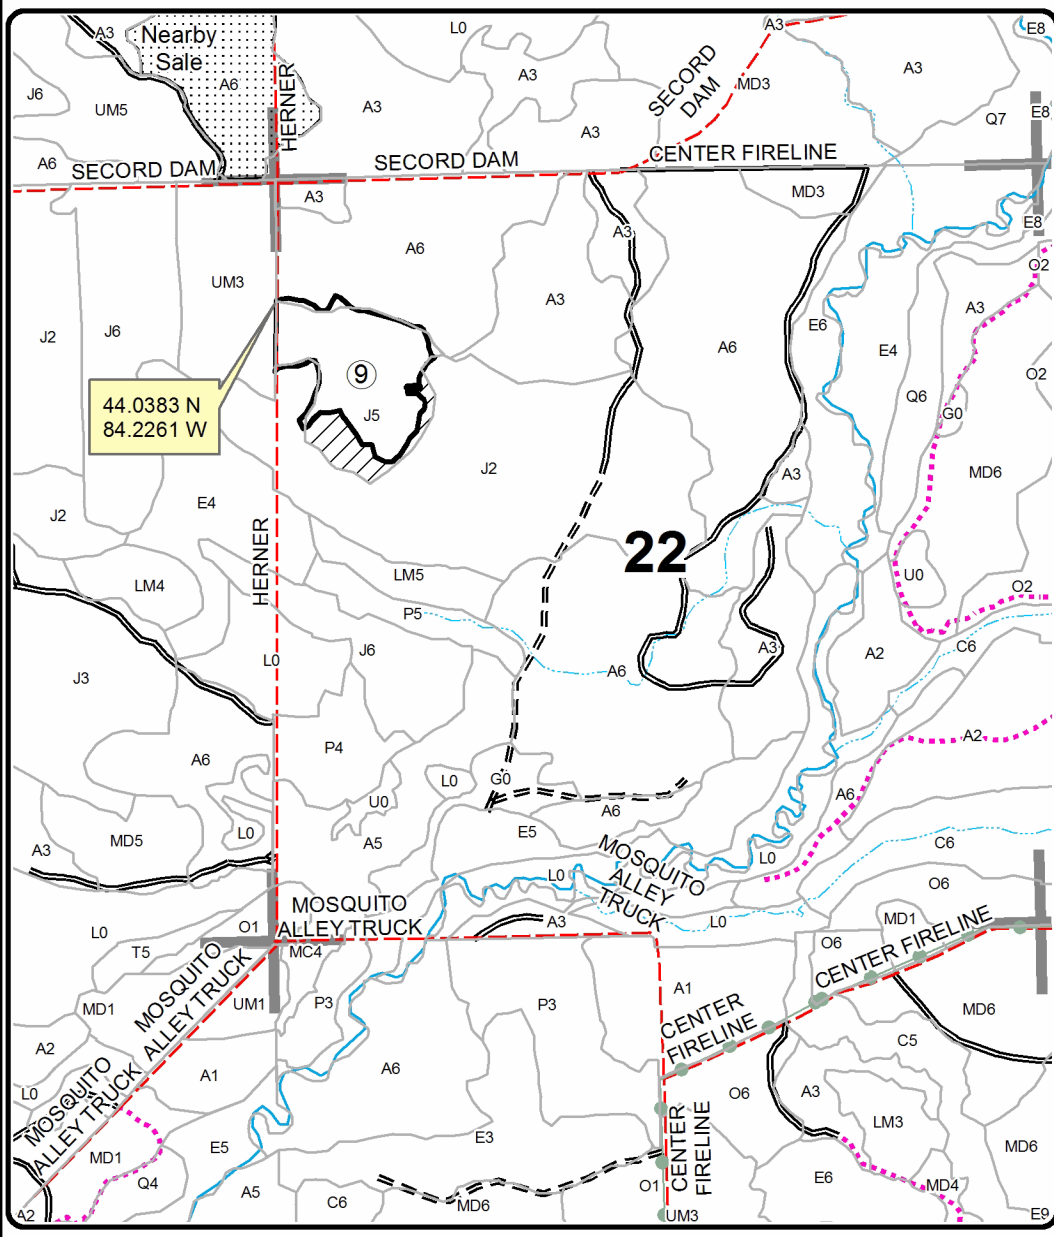 A3
Nearby
Sale
L0
A3
E8
J6
UM5
A6
HERNER
A3
A3
SECOND DAM
MD3
A3
Q7
E8
A6
SECORD DAM
SECORD DAM
A3
CENTER FIRELINE
MD3
A3
A6
A3
E8
O2
UM3
A3
A3
J2
J6
E6
A6
E4
O2
9
44.0383 N
84.2261 W
J5
Q6
G0
J2
J2
E4
A3
MD6
HERNER
22
LM4
LM5
P5
U0
O2
J3
L0
J6
A6
A3
A2
C6
A6
P4
A2
U0
L0
G0
A6
A6
MD5
L0
A3
A5
E5
MOSQUITO
ALLEY
TRUCK
L0
C6
L0
O6
MOSQUITO
ALLEY TRUCK
A3
L0
MD1
O1
L0
T5
MC4
O6
CENTER FIRELINE
MOSQUITO
ALLEY TRUCK
MD1
UM1
P3
P3
A1
CENTER
FIRELINE
MD6
A2
C5
L0
MOSQUITO
ALLEY TRUCK
A1
A6
O6
A3
LM3
CENTER
FIRELINE
E5
E3
MD6
MD1
Q4
A5
C6
MD6
O1
E6
MD4
A2
UM3
E9